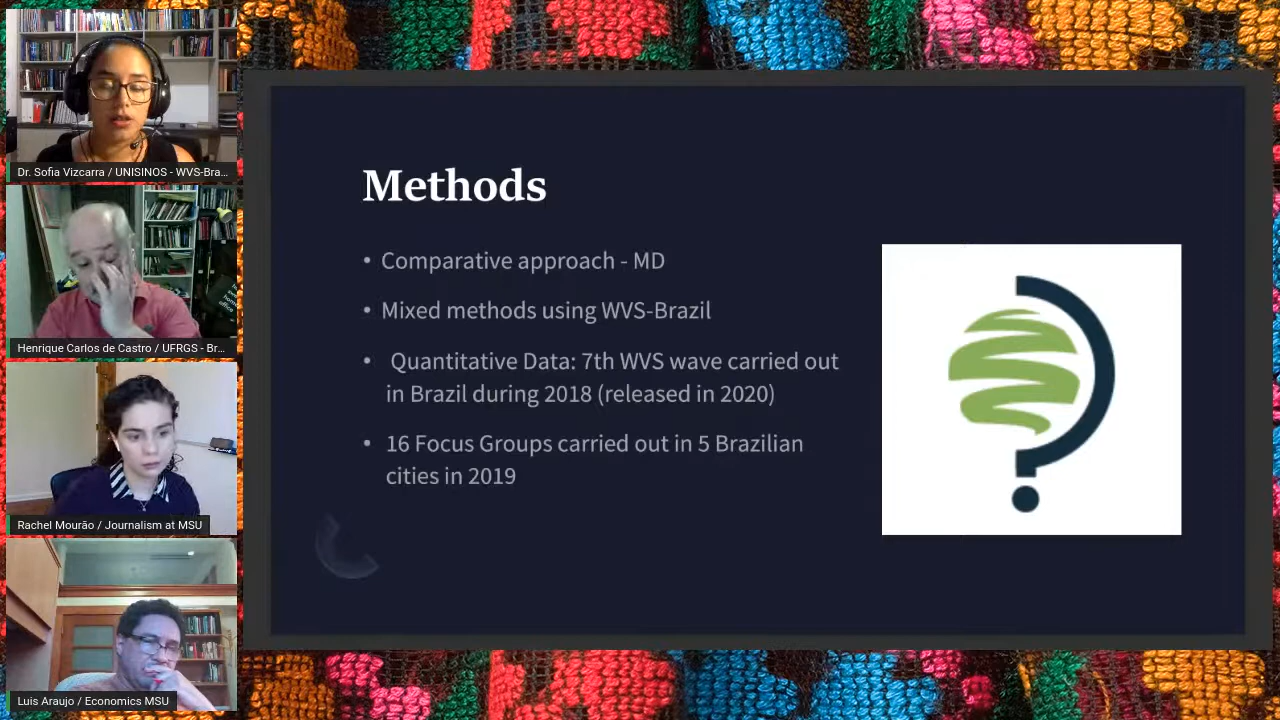 Dr. Sofia Vizcarra / UNISINOS - WVS-Bra...
Henrique Carlos de Castro / UFRGS - Br...
Rachel Mourão / Journalism at MSU
Luis Araujo / Economics MSU
Methods
• Comparative approach - MD
• Mixed methods using WVS-Brazil
• Quantitative Data: 7th WVS wave carried out
in Brazil during 2018 (released in 2020)
• 16 Focus Groups carried out in 5 Brazilian
cities in 2019